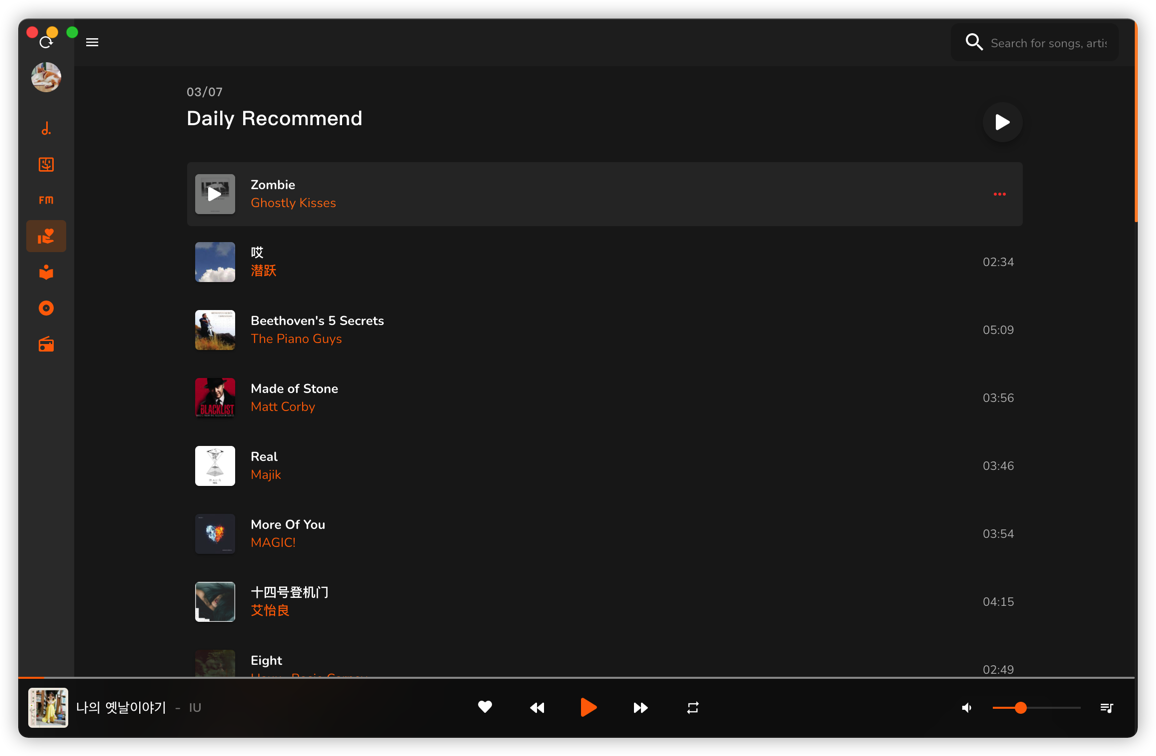 Search for songs, artis
FM
03/07
Daily Recommend
Zombie
Ghostly Kisses
哎
潜跃
02:34
Beethoven's 5 Secrets
The Piano Guys
05:09
Made of Stone
Matt Corby
03:56
BLACKLIST
Real
Majik
03:46
More Of You
MAGIC!
03:54
十四号登机门
艾怡良
04:15
Eight
02:49
나의 옛날이야기 - IU